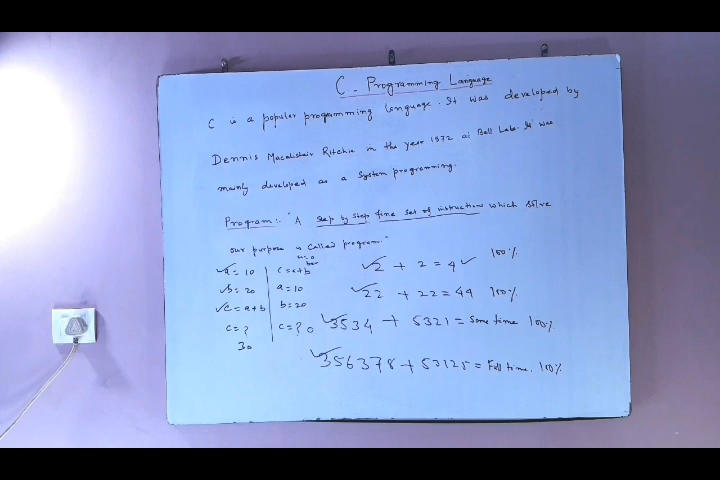 C - Programming Language
C is a popular programming language. It was developed by
Dennis Macalistair Ritchie in the year 1972 at Bell Labs. It was
mainly developed as a System programming.
Program:- "A step by step fine set of instructions which solve
our purpose is called program."
✓a = 10
✓b = 20
✓c = a+b
c = ?
30
c = a+b
a = 10
b = 20
c = ? 0
✓2 + 2 = 4 ✓ 100%
✓22 + 22 = 44 100%
✓3534 + 5321 = Some time 100%
✓356378 + 53125 = Full time. 100%